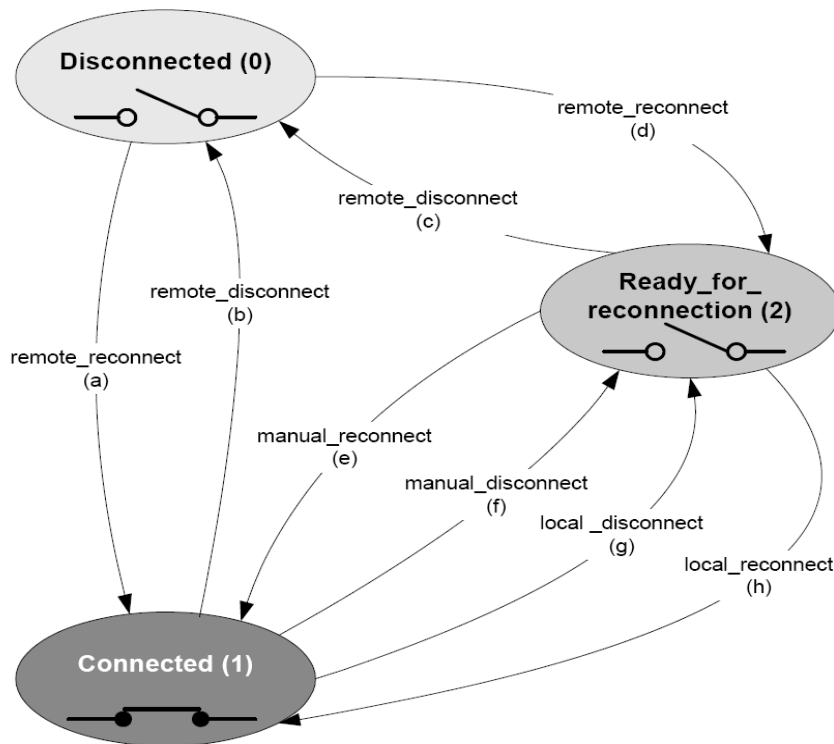 Disconnected (0)
remote_reconnect
(d)
remote_disconnect
(c)
Ready_for_
reconnection (2)
remote_disconnect
(b)
remote_reconnect
(a)
manual_reconnect
(e)
manual_disconnect
(f)
local _disconnect
(g)
local_reconnect
(h)
Connected (1)